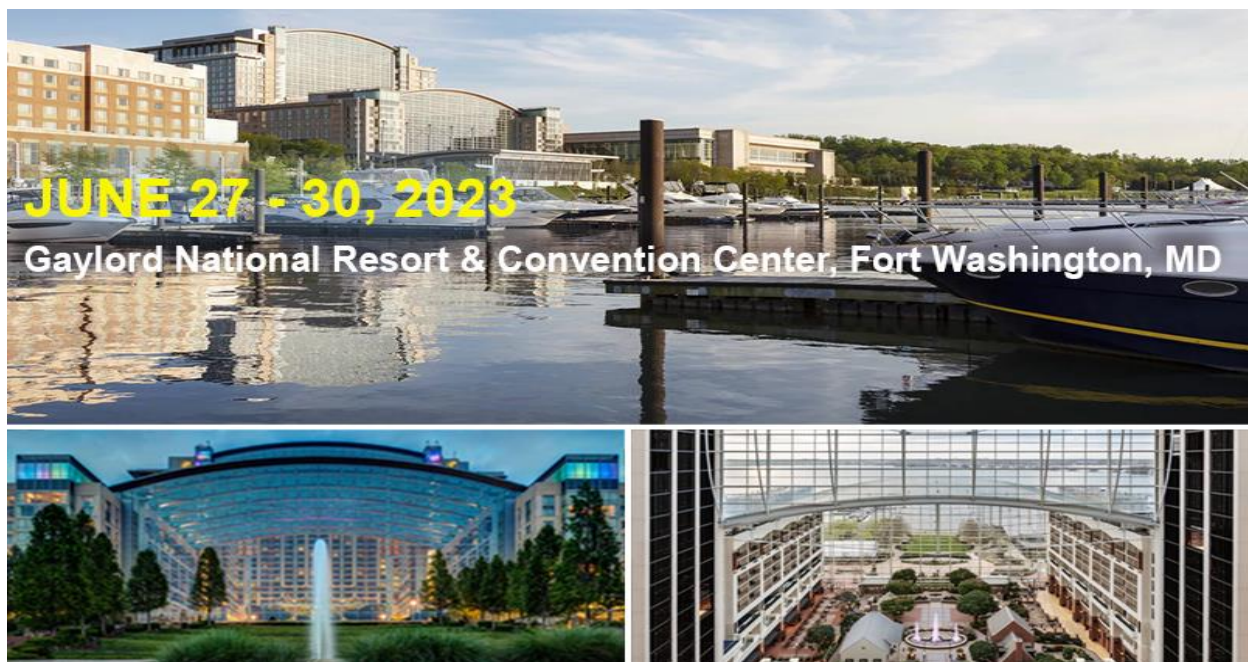 JUNE 27 - 30, 2023
Gaylord National Resort & Convention Center, Fort Washington, MD